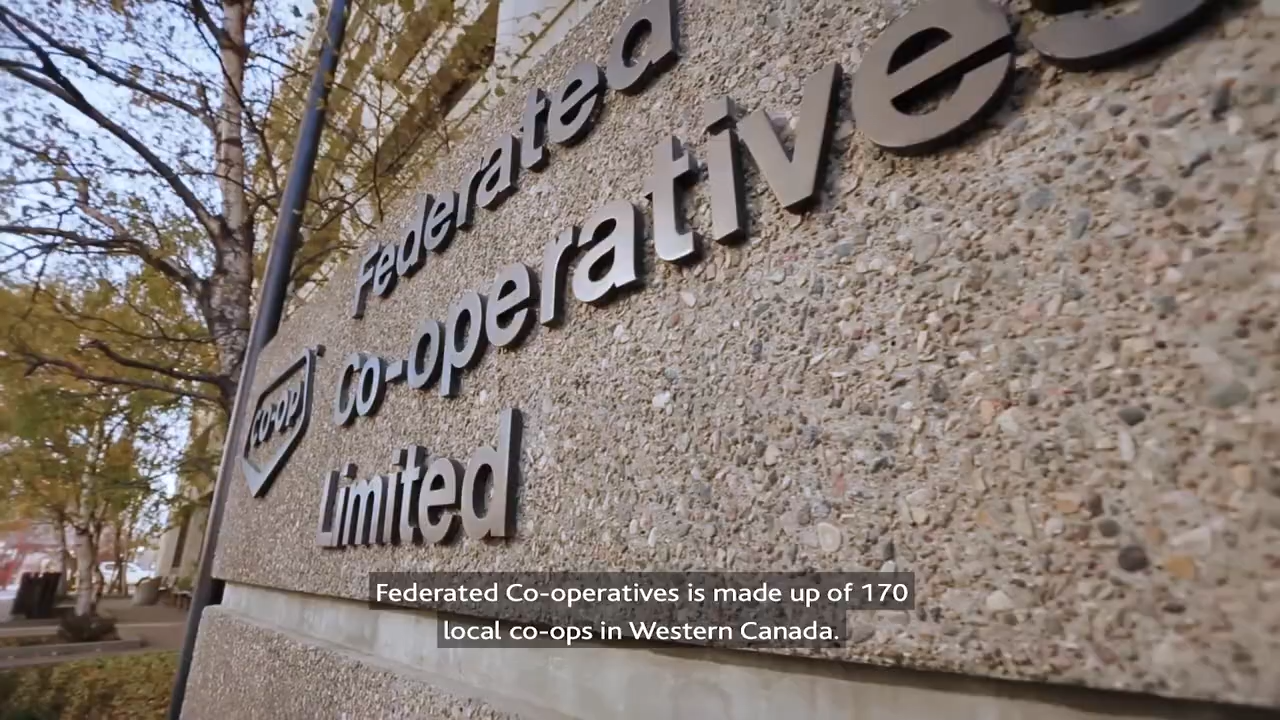 Federated
Co-operatives
CO-OP
Limited
Federated Co-operatives is made up of 170
local co-ops in Western Canada.